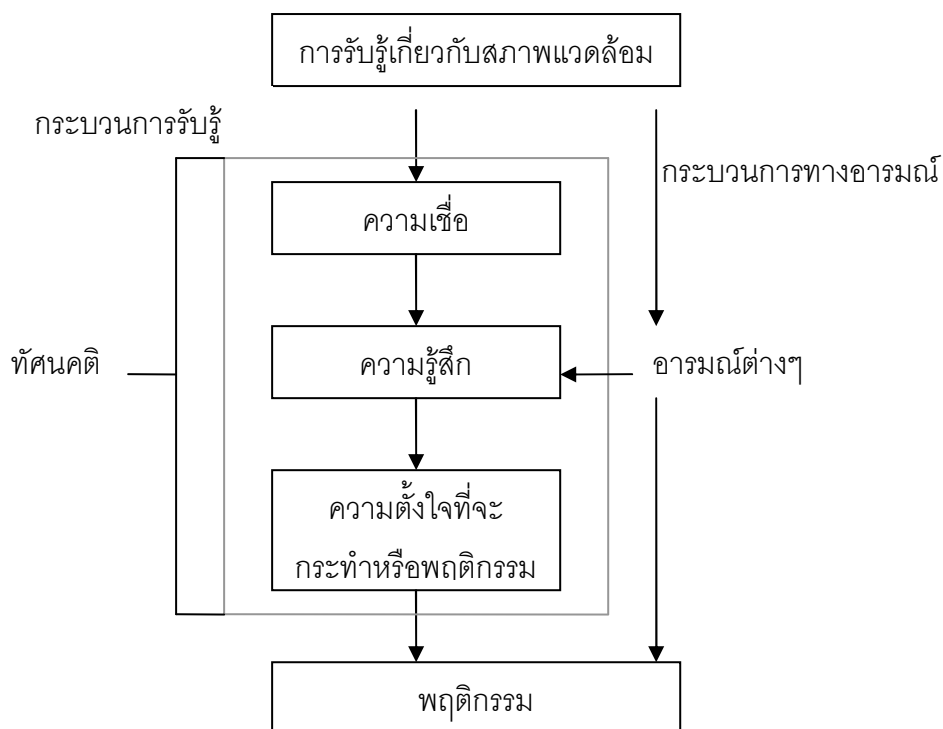 การรับรู้เกี่ยวกับสภาพแวดล้อม
กระบวนการรับรู้
กระบวนการทางอารมณ์
ความเชื่อ
ทัศนคติ
ความรู้สึก
อารมณ์ต่างๆ
ความตั้งใจที่จะ
กระทำหรือพฤติกรรม
พฤติกรรม